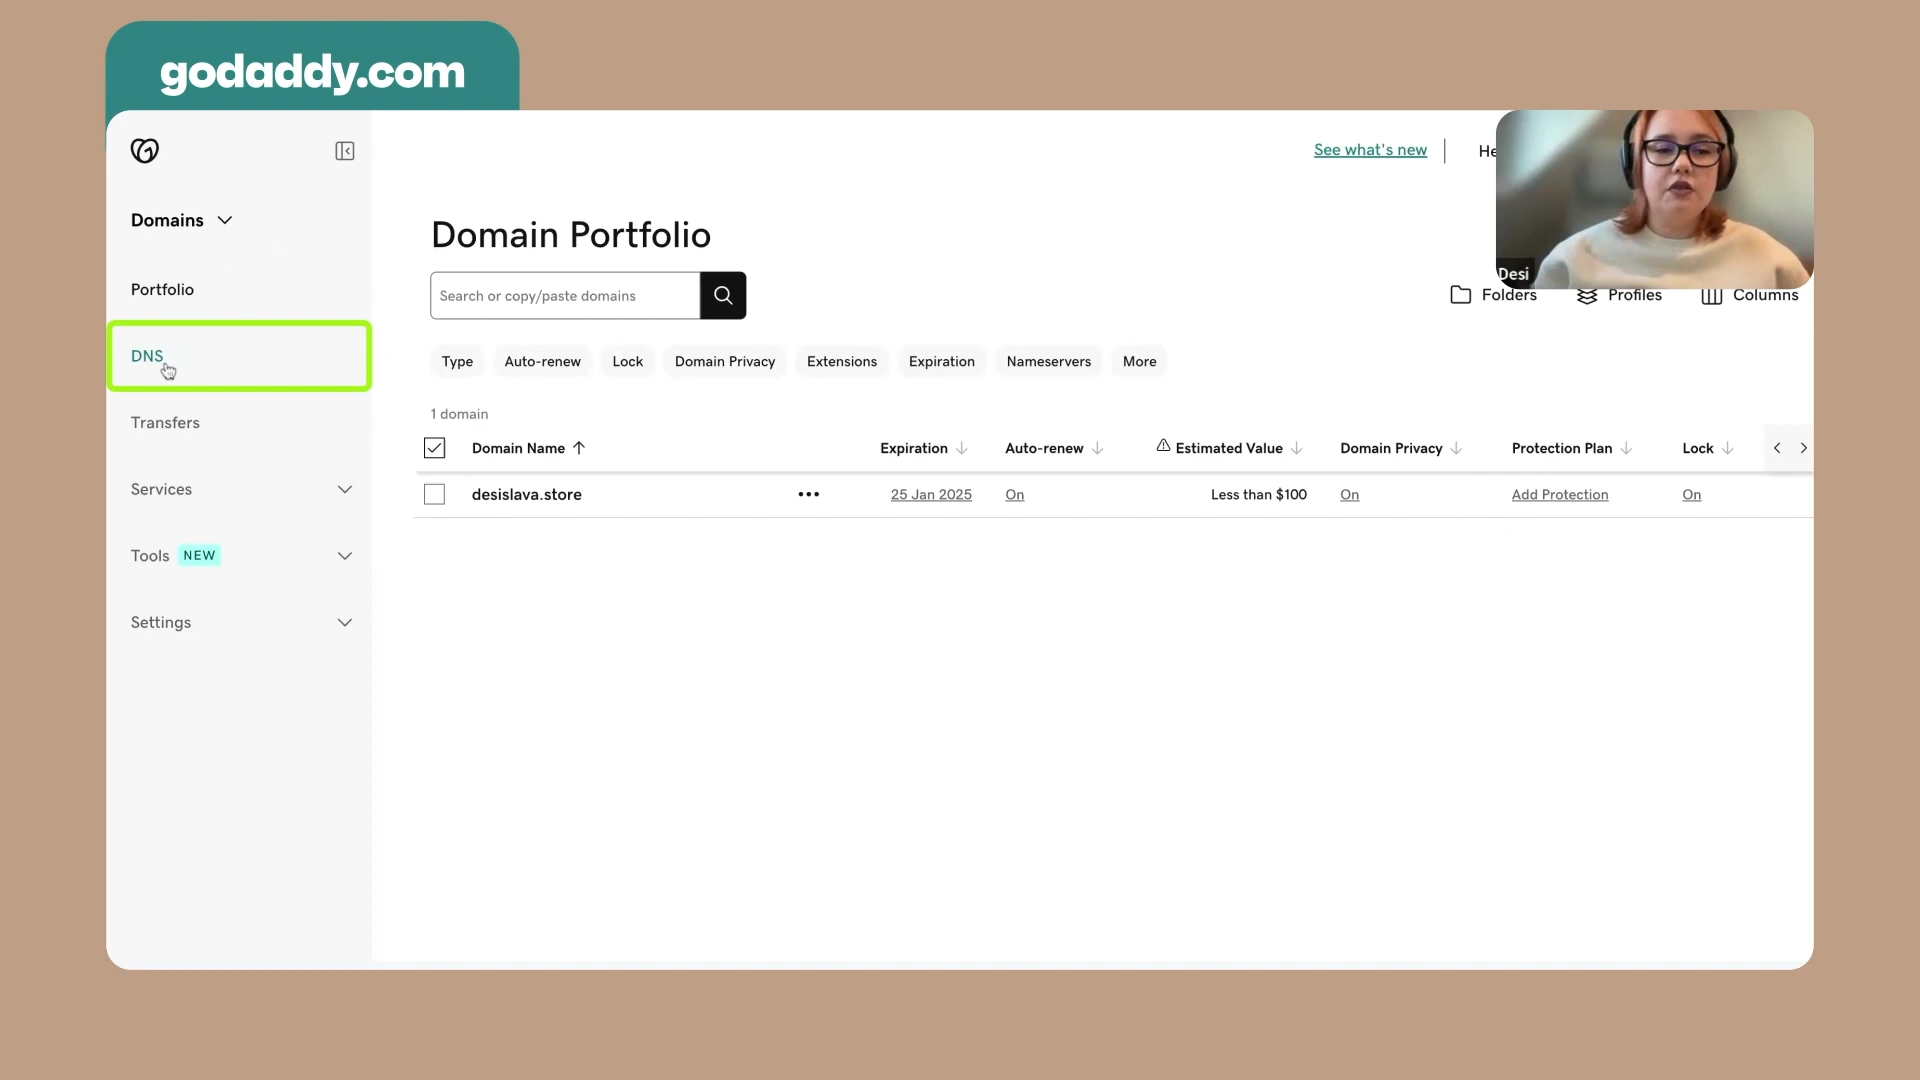 godaddy.com
See what's new
He
Desi
Domains
Portfolio
DNS
Transfers
Services
Tools NEW
Settings
Domain Portfolio
Search or copy/paste domains
Folders Profiles Columns
Type Auto-renew Lock Domain Privacy Extensions Expiration Nameservers More
1 domain
Domain Name Expiration Auto-renew Estimated Value Domain Privacy Protection Plan Lock
desislava.store 25 Jan 2025 On Less than $100 On Add Protection On